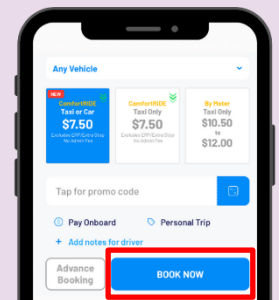 Any Vehicle
NEW
ComfortRIDE
Taxi or Car
$7.50
Excludes ERP/Extra Stop
No Admin Fee
ComfortRIDE
Taxi Only
$7.50
Excludes ERP/Extra Stop
No Admin Fee
By Meter
Taxi Only
$10.50
to
$12.00
Tap for promo code
Pay Onboard
Personal Trip
+ Add notes for driver
Advance
Booking
BOOK NOW